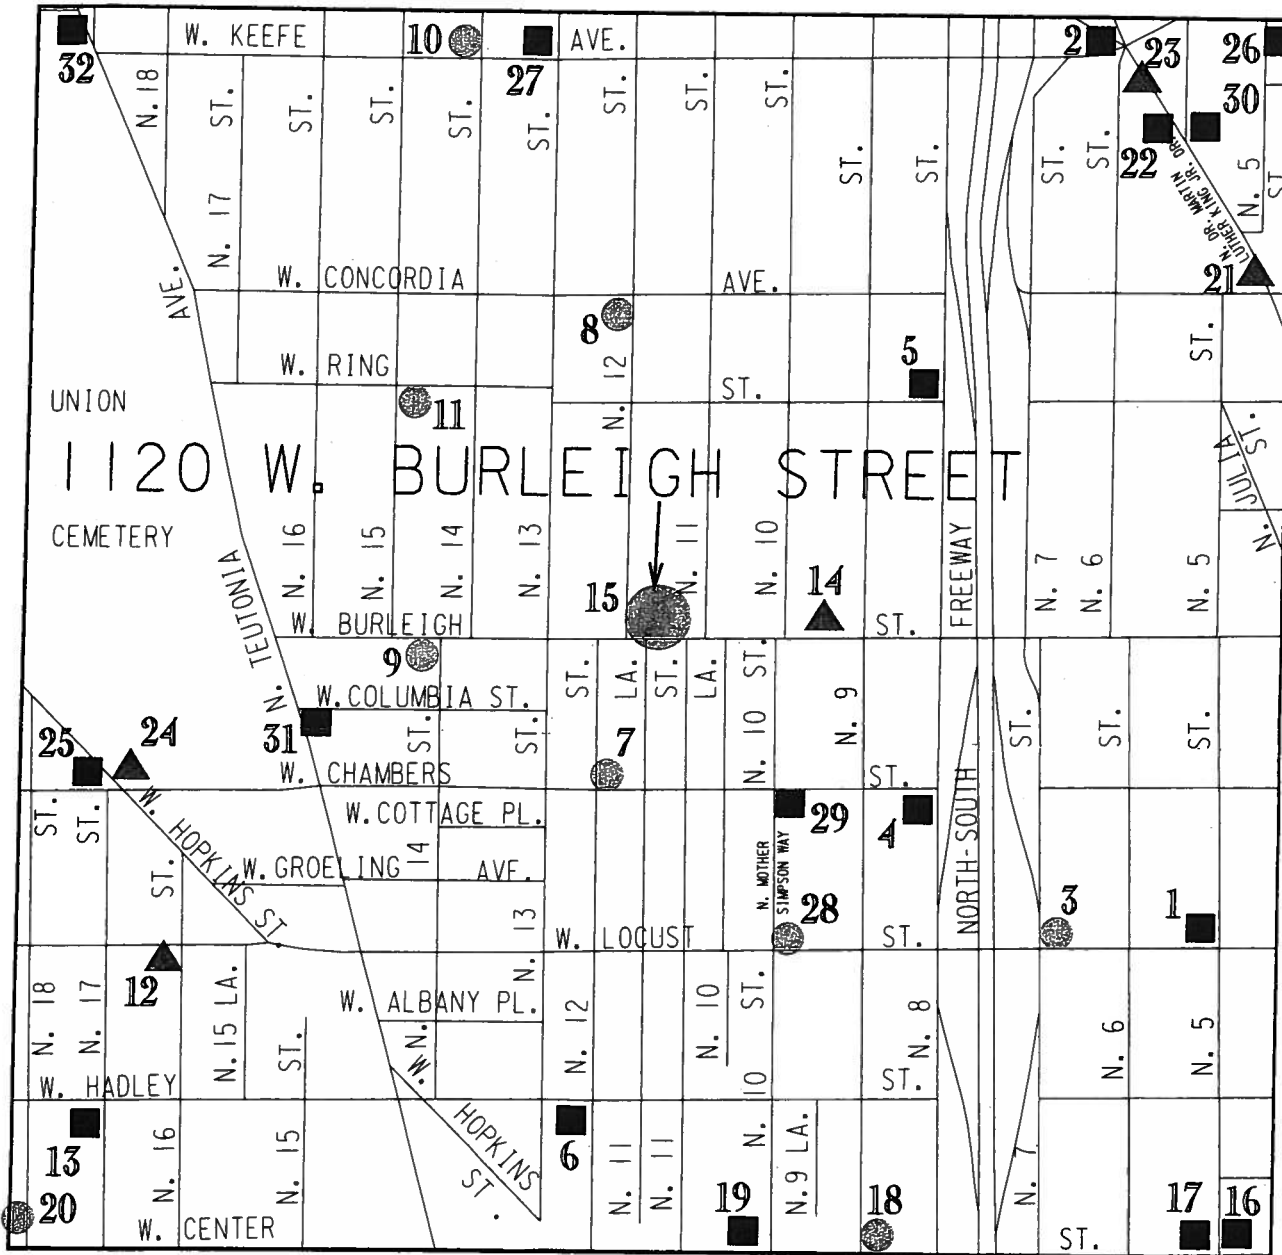 W. KEEFE AVE.
10
27
2
23
26
32
30
22
N. 18
N. 17 ST.
ST.
ST.
ST.
ST.
ST.
ST.
ST.
ST.
ST.
ST.
ST.
N. 5 ST.
N. DR. MARTIN
LUTHER KING JR. DR.
21
W. CONCORDIA AVE.
8
5
W. RING ST.
N. 12
ST.
11
UNION
1120 W. BURLEIGH STREET
CEMETERY
N. TEUTONIA AVE.
N. 16
N. 15
N. 14
N. 13
N. 11
N. 10
FREEWAY
N. 7
N. 6
N. 5
N. JULIA ST.
15
14
W. BURLEIGH ST.
9
W. COLUMBIA ST.
ST.
LA.
ST.
LA.
N. 10 ST.
N. 9
ST.
ST.
ST.
25
24
31
ST.
ST.
7
W. CHAMBERS ST.
W. COTTAGE PL.
29
4
ST.
ST.
W. HOPKINS ST
W. GROELING AVE.
14
ST.
N. MOTHER
SIMPSON WAY
28
NORTH-SOUTH
3
1
N. 13
W. LOCUST ST.
12
N. 18
N. 17
N. 15 LA.
ST.
W. ALBANY PL.
N.
N. 12
N. 10
N. 10 ST.
N. 8
N. 6
N. 5
W. HADLEY ST.
W. HOPKINS ST.
13
6
20
N. 16
N. 15
N. 11
N. 11
N. 9 LA.
N. 7
19
18
17
16
W. CENTER ST.